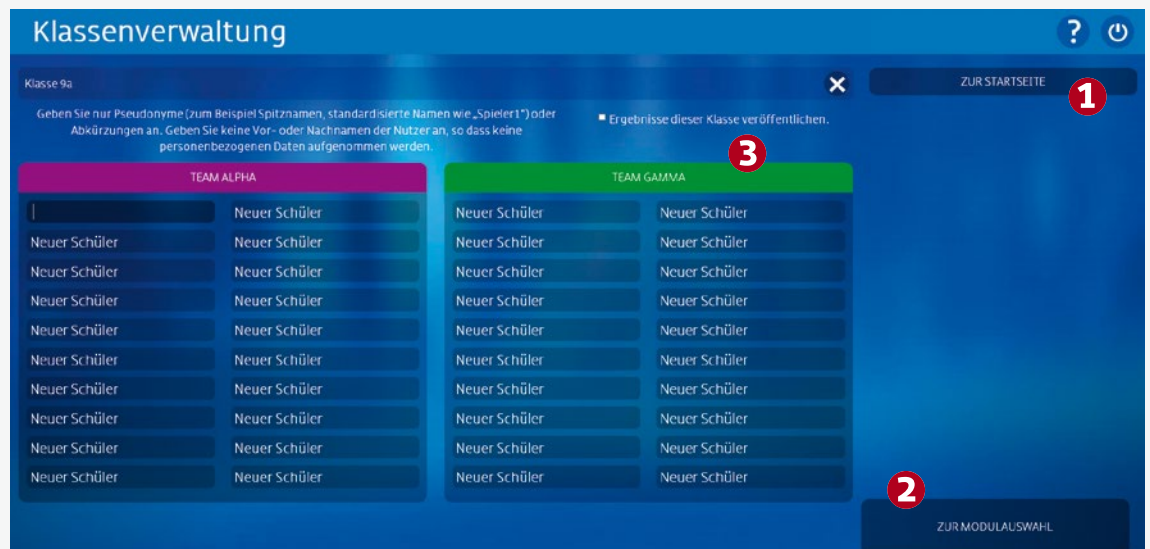 Klassenverwaltung
?
Klasse 9a
ZUR STARTSEITE
1
Geben Sie nur Pseudonyme (zum Beispiel Spitznamen, standardisierte Namen wie „Spieler1") oder
Abkürzungen an. Geben Sie keine Vor- oder Nachnamen der Nutzer an, so dass keine
personenbezogenen Daten aufgenommen werden.
Ergebnisse dieser Klasse veröffentlichen.
3
TEAM ALPHA
TEAM GAMMA
Neuer Schüler Neuer Schüler Neuer Schüler
Neuer Schüler Neuer Schüler Neuer Schüler Neuer Schüler
Neuer Schüler Neuer Schüler Neuer Schüler Neuer Schüler
Neuer Schüler Neuer Schüler Neuer Schüler Neuer Schüler
Neuer Schüler Neuer Schüler Neuer Schüler Neuer Schüler
Neuer Schüler Neuer Schüler Neuer Schüler Neuer Schüler
Neuer Schüler Neuer Schüler Neuer Schüler Neuer Schüler
Neuer Schüler Neuer Schüler Neuer Schüler Neuer Schüler
Neuer Schüler Neuer Schüler Neuer Schüler Neuer Schüler
Neuer Schüler Neuer Schüler Neuer Schüler Neuer Schüler
2
ZUR MODULAUSWAHL